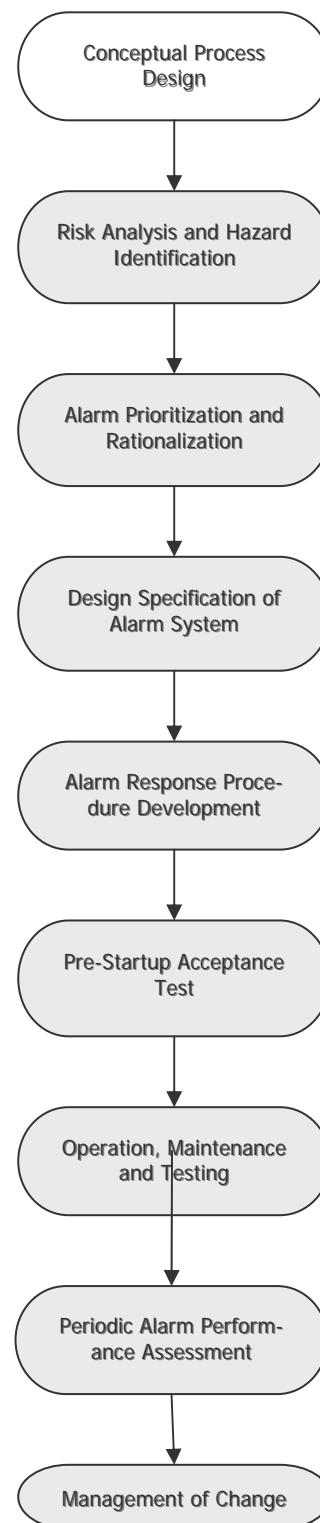 Conceptual Process
Design
Risk Analysis and Hazard
Identification
Alarm Prioritization and
Rationalization
Design Specification of
Alarm System
Alarm Response Proce-
dure Development
Pre-Startup Acceptance
Test
Operation, Maintenance
and Testing
Periodic Alarm Perform-
ance Assessment
Management of Change